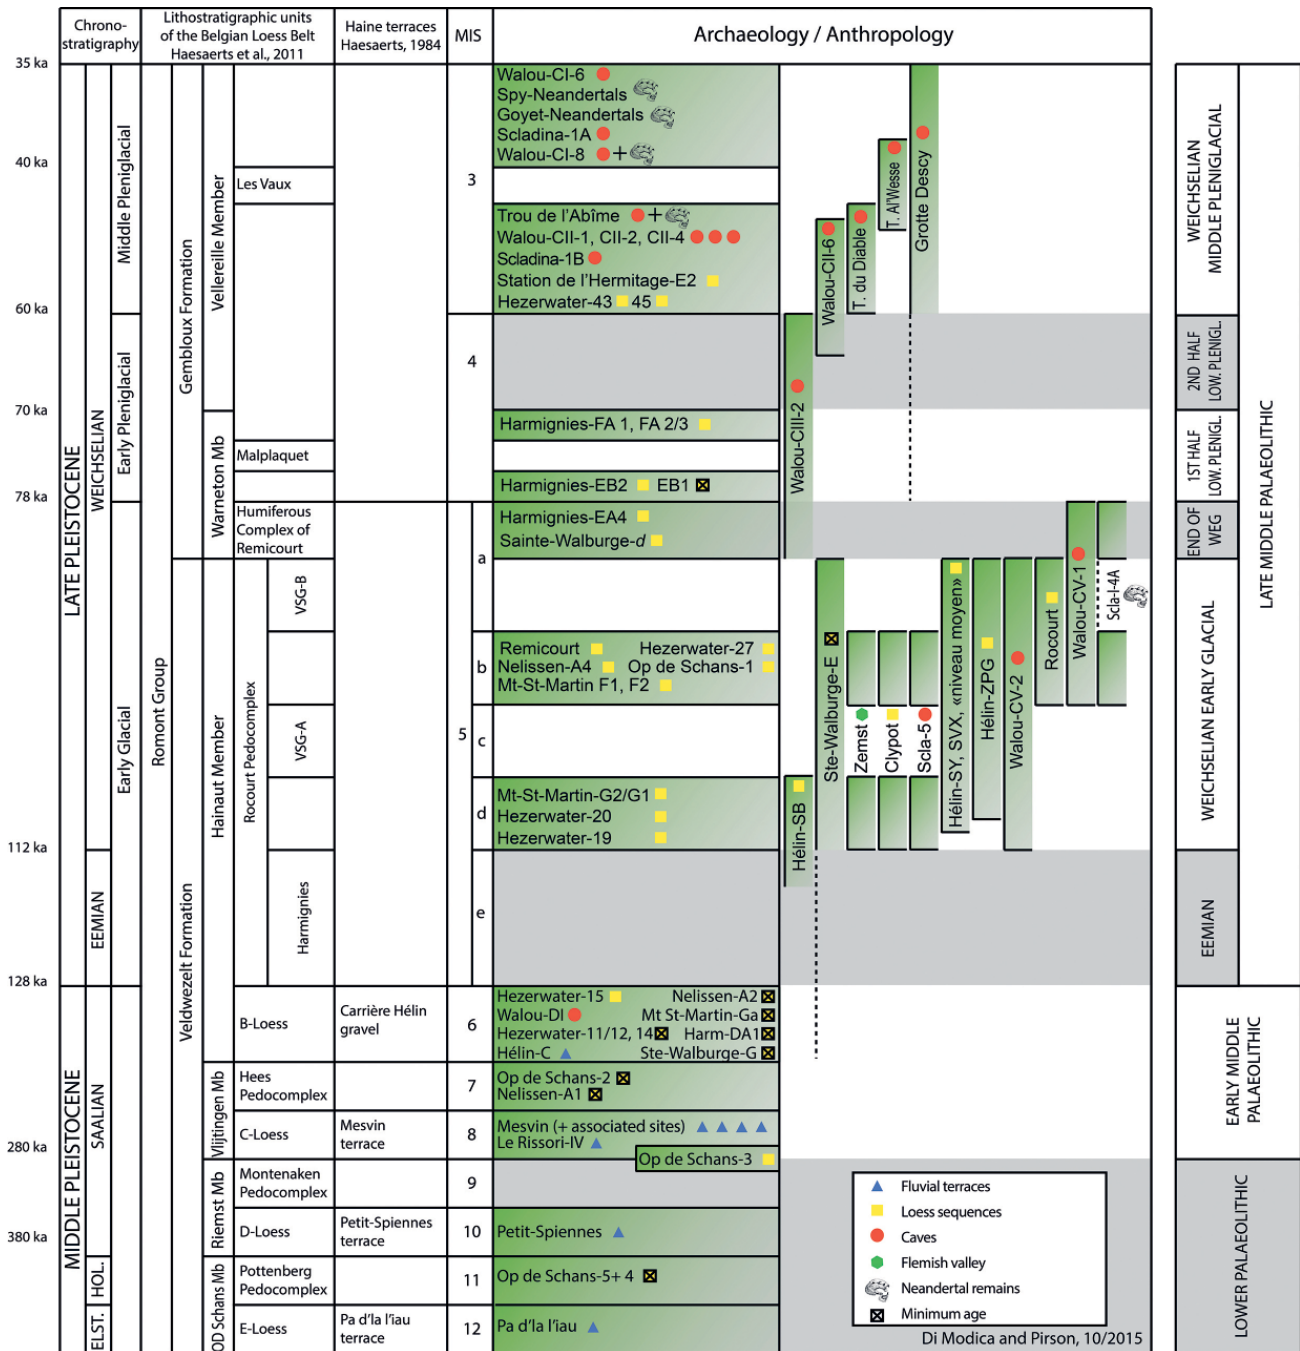 Chrono-
stratigraphy
Lithostratigraphic units
of the Belgian Loess Belt
Haesaerts et al., 2011
Haine terraces
Haesaerts, 1984
MIS
Archaeology / Anthropology
35 ka
40 ka
60 ka
70 ka
78 ka
112 ka
128 ka
280 ka
380 ka
LATE PLEISTOCENE
MIDDLE PLEISTOCENE
WEICHSELIAN
EEMIAN
SAALIAN
HOL.
ELST.
Middle Pleniglacial
Early Pleniglacial
Early Glacial
Romont Group
Gembloux Formation
Veldwezelt Formation
Vellereille Member
Warneton Mb
Hainaut Member
Vlijtingen Mb
Riemst Mb
OD Schans Mb
Les Vaux
Malplaquet
Humiferous
Complex of
Remicourt
Rocourt Pedocomplex
VSG-B
VSG-A
Harmignies
B-Loess
Hees
Pedocomplex
C-Loess
Montenaken
Pedocomplex
D-Loess
Pottenberg
Pedocomplex
E-Loess
Carrière Hélin
gravel
Mesvin
terrace
Petit-Spiennes
terrace
Pa d'la l'iau
terrace
3
4
5
a
b
c
d
e
6
7
8
9
10
11
12
Walou-CI-6
Spy-Neandertals
Goyet-Neandertals
Scladina-1A
Walou-CI-8 +
Trou de l'Abîme +
Walou-CII-1, CII-2, CII-4
Scladina-1B
Station de l'Hermitage-E2
Hezerwater-43 45
Harmignies-FA 1, FA 2/3
Harmignies-EB2 EB1
Harmignies-EA4
Sainte-Walburge-d
Remicourt Hezerwater-27
Nelissen-A4 Op de Schans-1
Mt-St-Martin F1, F2
Mt-St-Martin-G2/G1
Hezerwater-20
Hezerwater-19
Hezerwater-15 Nelissen-A2
Walou-DI Mt St-Martin-Ga
Hezerwater-11/12, 14 Harm-DA1
Hélin-C Ste-Walburge-G
Op de Schans-2
Nelissen-A1
Mesvin (+ associated sites)
Le Rissori-IV
Op de Schans-3
Petit-Spiennes
Op de Schans-5+ 4
Pa d'la l'iau
Walou-CIII-2
Walou-CII-6
T. du Diable
T. Al'Wesse
Grotte Descy
Hélin-SB
Ste-Walburge-E
Zemst
Clypot
Scla-5
Hélin-SY, SVX, «niveau moyen»
Hélin-ZPG
Walou-CV-2
Rocourt
Walou-CV-1
Scla-I-4A
WEICHSELIAN
MIDDLE PLENIGLACIAL
2ND HALF
LOW. PLENIGL.
1ST HALF
LOW. PLENIGL.
END OF
WEG
WEICHSELIAN EARLY GLACIAL
EEMIAN
LATE MIDDLE PALAEOLITHIC
EARLY MIDDLE
PALAEOLITHIC
LOWER PALAEOLITHIC
Fluvial terraces
Loess sequences
Caves
Flemish valley
Neandertal remains
Minimum age
Di Modica and Pirson, 10/2015